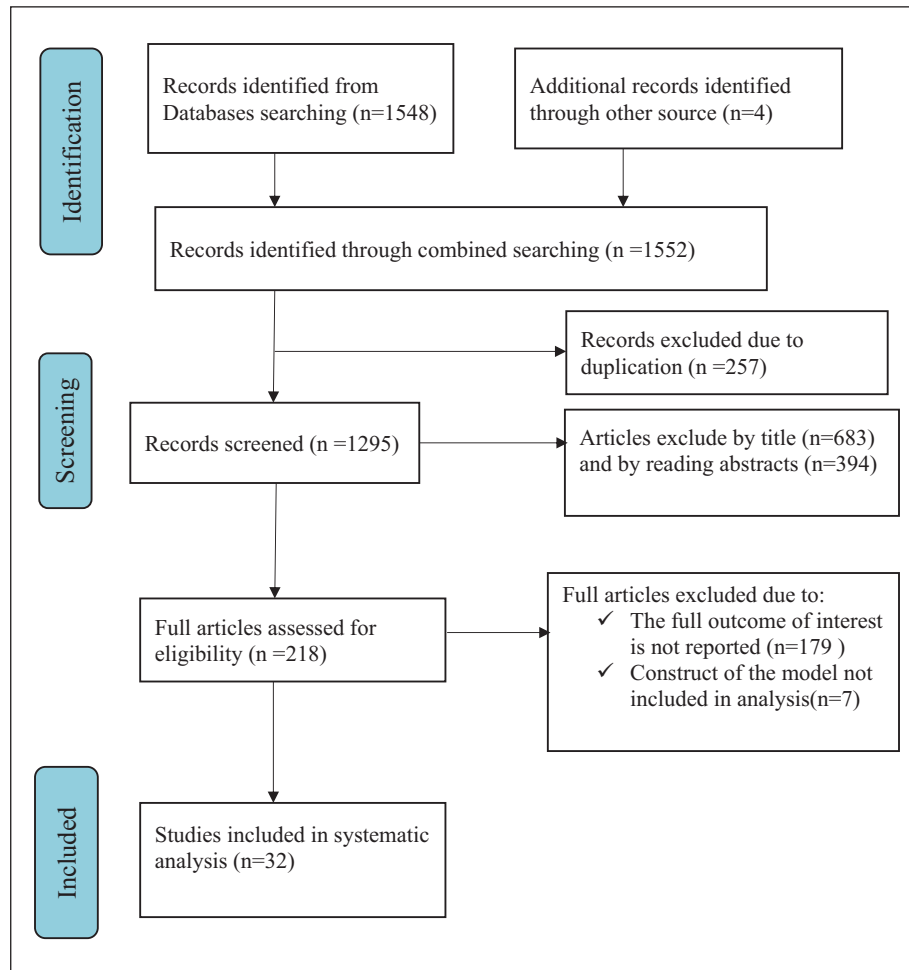 Identification
Records identified from
Databases searching (n=1548)
Additional records identified
through other source (n=4)
Records identified through combined searching (n =1552)
Screening
Records excluded due to
duplication (n =257)
Records screened (n =1295)
Articles exclude by title (n=683)
and by reading abstracts (n=394)
Full articles assessed for
eligibility (n =218)
Full articles excluded due to:
✓ The full outcome of interest
is not reported (n=179 )
✓ Construct of the model not
included in analysis(n=7)
Included
Studies included in systematic
analysis (n=32)